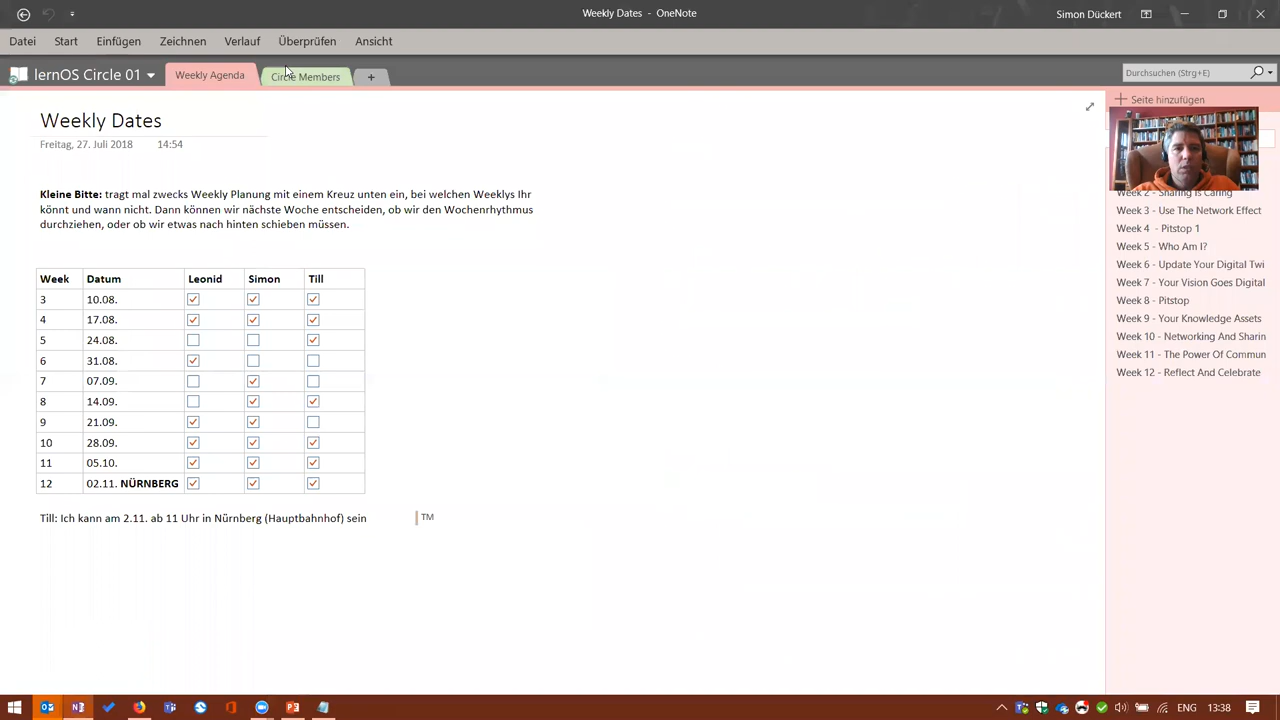 Weekly Dates - OneNote
Simon Dückert
Datei Start Einfügen Zeichnen Verlauf Überprüfen Ansicht
lernOS Circle 01
Weekly Agenda
Circle Members
Durchsuchen (Strg+E)
Weekly Dates
Freitag, 27. Juli 2018 14:54
Kleine Bitte: tragt mal zwecks Weekly Planung mit einem Kreuz unten ein, bei welchen Weeklys Ihr
könnt und wann nicht. Dann können wir nächste Woche entscheiden, ob wir den Wochenrhythmus
durchziehen, oder ob wir etwas nach hinten schieben müssen.
Week Datum Leonid Simon Till
3 10.08.
4 17.08.
5 24.08.
6 31.08.
7 07.09.
8 14.09.
9 21.09.
10 28.09.
11 05.10.
12 02.11. NÜRNBERG
Till: Ich kann am 2.11. ab 11 Uhr in Nürnberg (Hauptbahnhof) sein
TM
Seite hinzufügen
Week 2 - Sharing Is Caring
Week 3 - Use The Network Effect
Week 4 - Pitstop 1
Week 5 - Who Am I?
Week 6 - Update Your Digital Twi
Week 7 - Your Vision Goes Digital
Week 8 - Pitstop
Week 9 - Your Knowledge Assets
Week 10 - Networking And Sharin
Week 11 - The Power Of Commun
Week 12 - Reflect And Celebrate
ENG 13:38